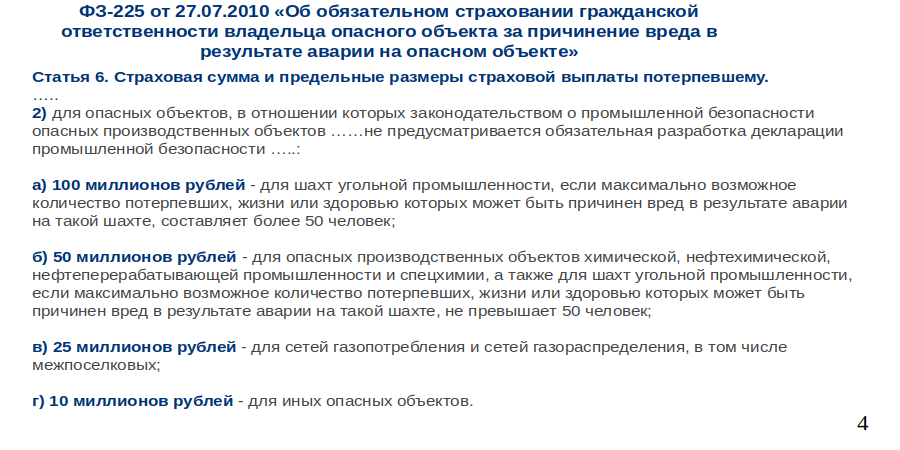 ФЗ-225 от 27.07.2010 «Об обязательном страховании гражданской
ответственности владельца опасного объекта за причинение вреда в
результате аварии на опасном объекте»
Статья 6. Страховая сумма и предельные размеры страховой выплаты потерпевшему.
…..
2) для опасных объектов, в отношении которых законодательством о промышленной безопасности
опасных производственных объектов ……не предусматривается обязательная разработка декларации
промышленной безопасности …..:
а) 100 миллионов рублей - для шахт угольной промышленности, если максимально возможное
количество потерпевших, жизни или здоровью которых может быть причинен вред в результате аварии
на такой шахте, составляет более 50 человек;
б) 50 миллионов рублей - для опасных производственных объектов химической, нефтехимической,
нефтеперерабатывающей промышленности и спецхимии, а также для шахт угольной промышленности,
если максимально возможное количество потерпевших, жизни или здоровью которых может быть
причинен вред в результате аварии на такой шахте, не превышает 50 человек;
в) 25 миллионов рублей - для сетей газопотребления и сетей газораспределения, в том числе
межпоселковых;
г) 10 миллионов рублей - для иных опасных объектов.
4